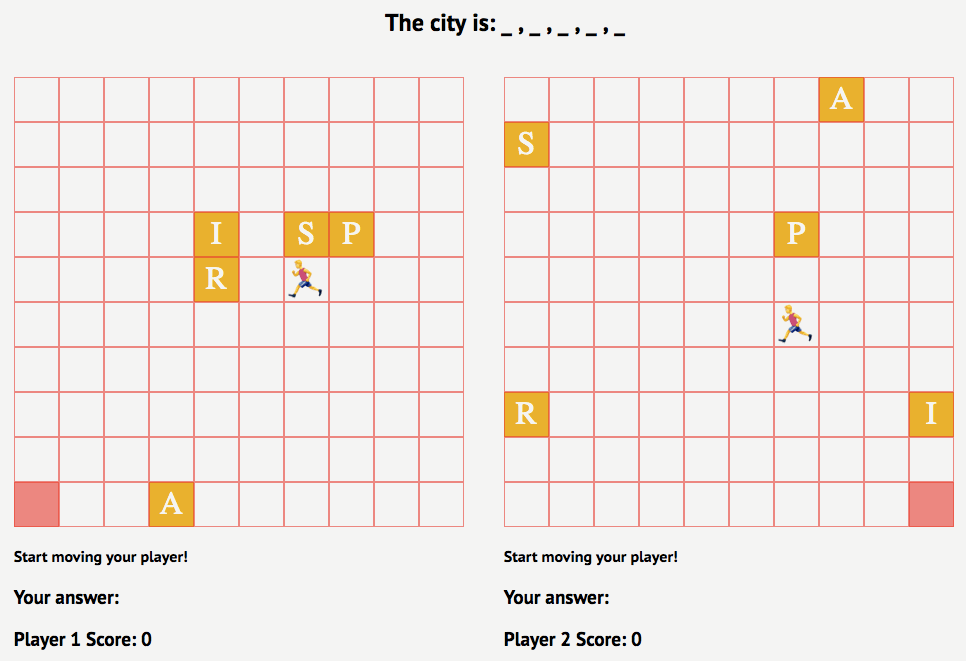 The city is: _ , _ , _ , _ , _
A
S
I S P
P
R
R
I
A
Start moving your player!
Start moving your player!
Your answer:
Your answer:
Player 1 Score: 0
Player 2 Score: 0